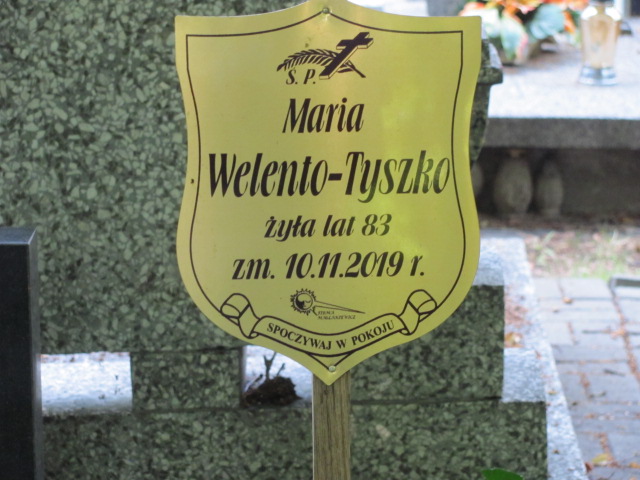 Ś. P.
Maria
Welento-Tyszko
żyła lat 83
zm. 10.11.2019 r.
SPOCZYWAJ W POKOJU